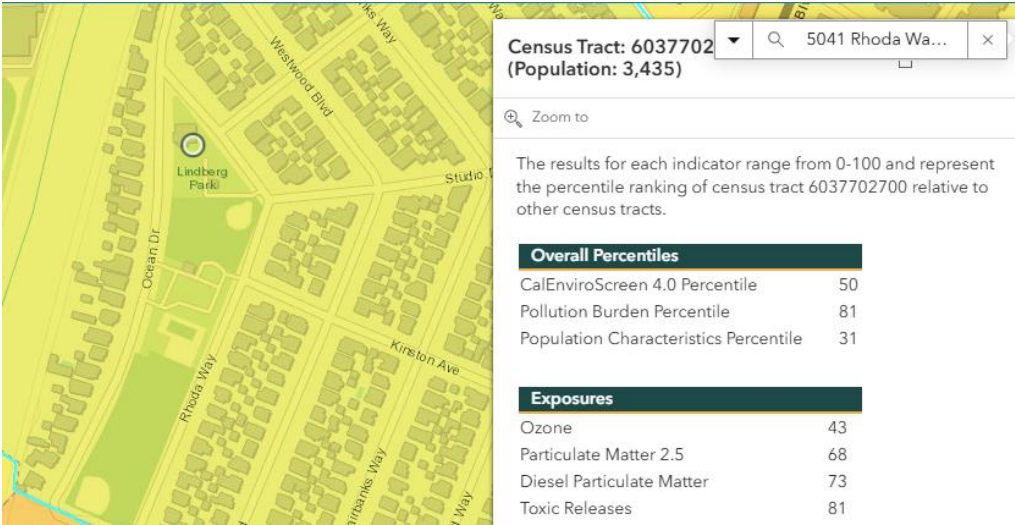 Westwood Blvd
Lindberg
Park
Studio
Ocean Dr
Kinston Ave
Rhoda Way
Way
Census Tract: 6037702
(Population: 3,435)
5041 Rhoda Wa...
Zoom to
The results for each indicator range from 0-100 and represent
the percentile ranking of census tract 6037702700 relative to
other census tracts.
Overall Percentiles
CalEnviroScreen 4.0 Percentile 50
Pollution Burden Percentile 81
Population Characteristics Percentile 31
Exposures
Ozone 43
Particulate Matter 2.5 68
Diesel Particulate Matter 73
Toxic Releases 81